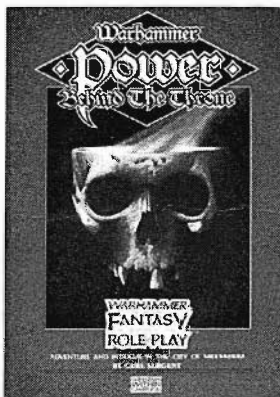 Warhammer
Power
Behind The Throne
WARHAMMER
FANTASY
ROLE PLAY
ADVENTURE AND INTRIGUE IN THE CITY OF MIDDENHEIM
BY CARL SARGENT